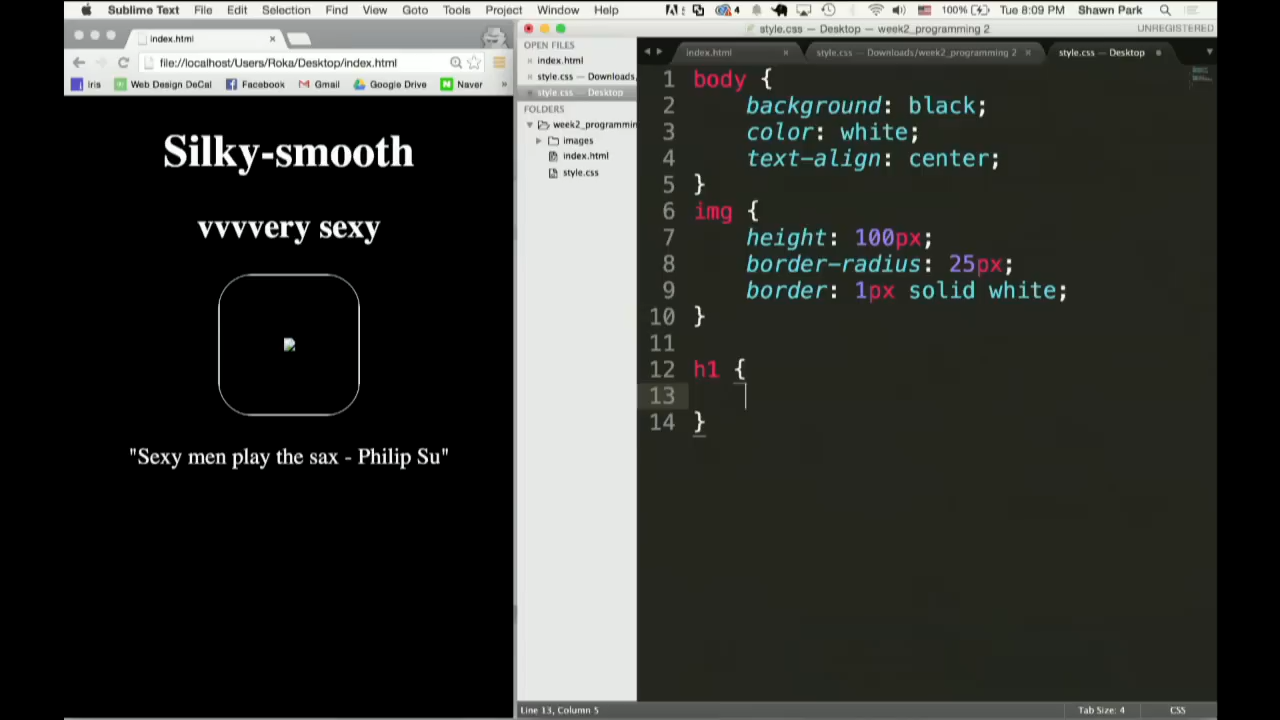 Sublime Text File Edit Selection Find View Goto Tools Project Window Help 4 100% Tue 8:09 PM Shawn Park
index.html
file://localhost/Users/Roka/Desktop/index.html
iris Web Design DeCal Facebook Gmail Google Drive Naver »
Silky-smooth
vvvvery sexy
"Sexy men play the sax - Philip Su"
style.css — Desktop — week2_programming 2
UNREGISTERED
OPEN FILES
index.html
style.css — Downloads,
style.css — Desktop
FOLDERS
week2_programmin
images
index.html
style.css
index.html × style.css — Downloads/week2_programming 2 × style.css — Desktop
1 body {
2 background: black;
3 color: white;
4 text-align: center;
5 }
6 img {
7 height: 100px;
8 border-radius: 25px;
9 border: 1px solid white;
10 }
11
12 h1 {
13
14 }
Line 13, Column 5
Tab Size: 4 CSS